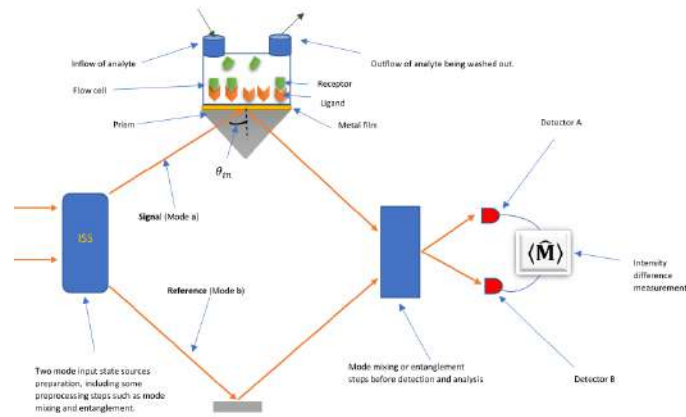 Inflow of analyte
Outflow of analyte being washed out.
Flow cell
Receptor
Ligand
Prism
Metal film
θin.
Signal (Mode a)
ISS
Reference (Mode b)
Detector A
⟨M̂⟩
Intensity
difference
measurement
Detector B
Two mode input state sources
preparation, including some
preprocessing steps such as mode
mixing and entanglement.
Mode mixing or entanglement
steps before detection and analysis